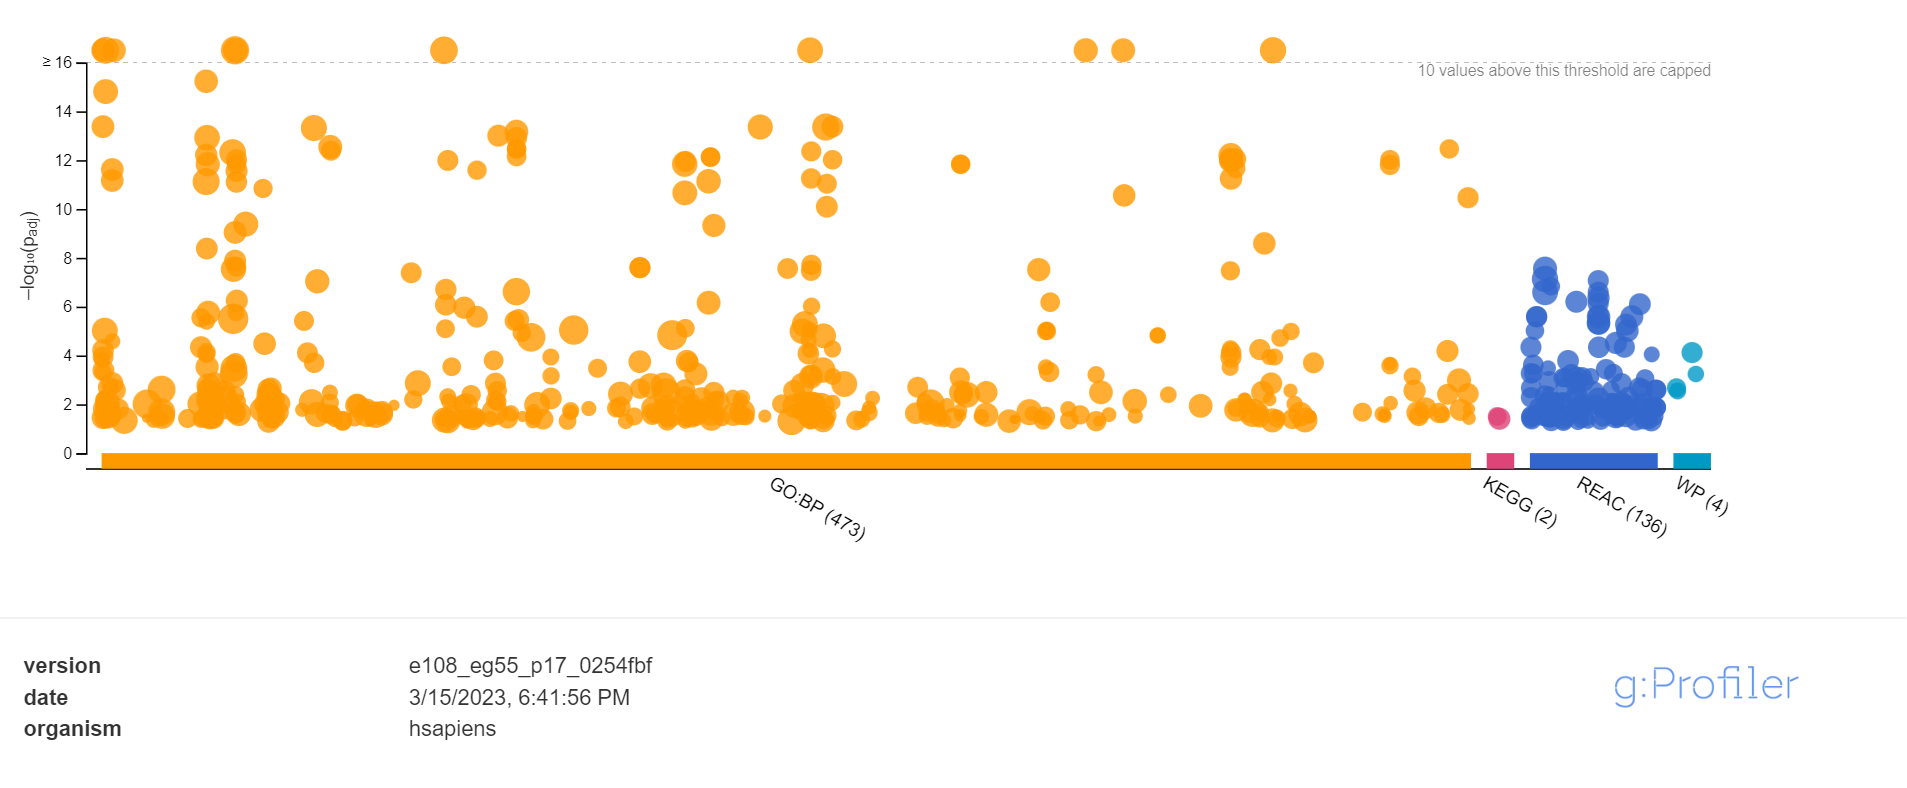 ≥ 16
10 values above this threshold are capped
14
12
10
8
6
4
2
0
−log₁₀(padj)
GO:BP (473)
KEGG (2)
REAC (136)
WP (4)
version e108_eg55_p17_0254fbf
date 3/15/2023, 6:41:56 PM
organism hsapiens
g:Profiler